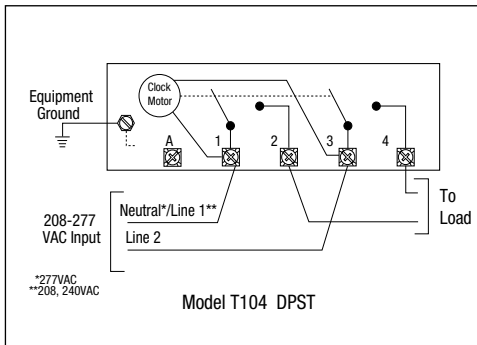 Clock
Motor
Equipment
Ground
A
1
2
3
4
208-277
VAC Input
Neutral*/Line 1**
Line 2
To
Load
*277VAC
**208, 240VAC
Model T104 DPST